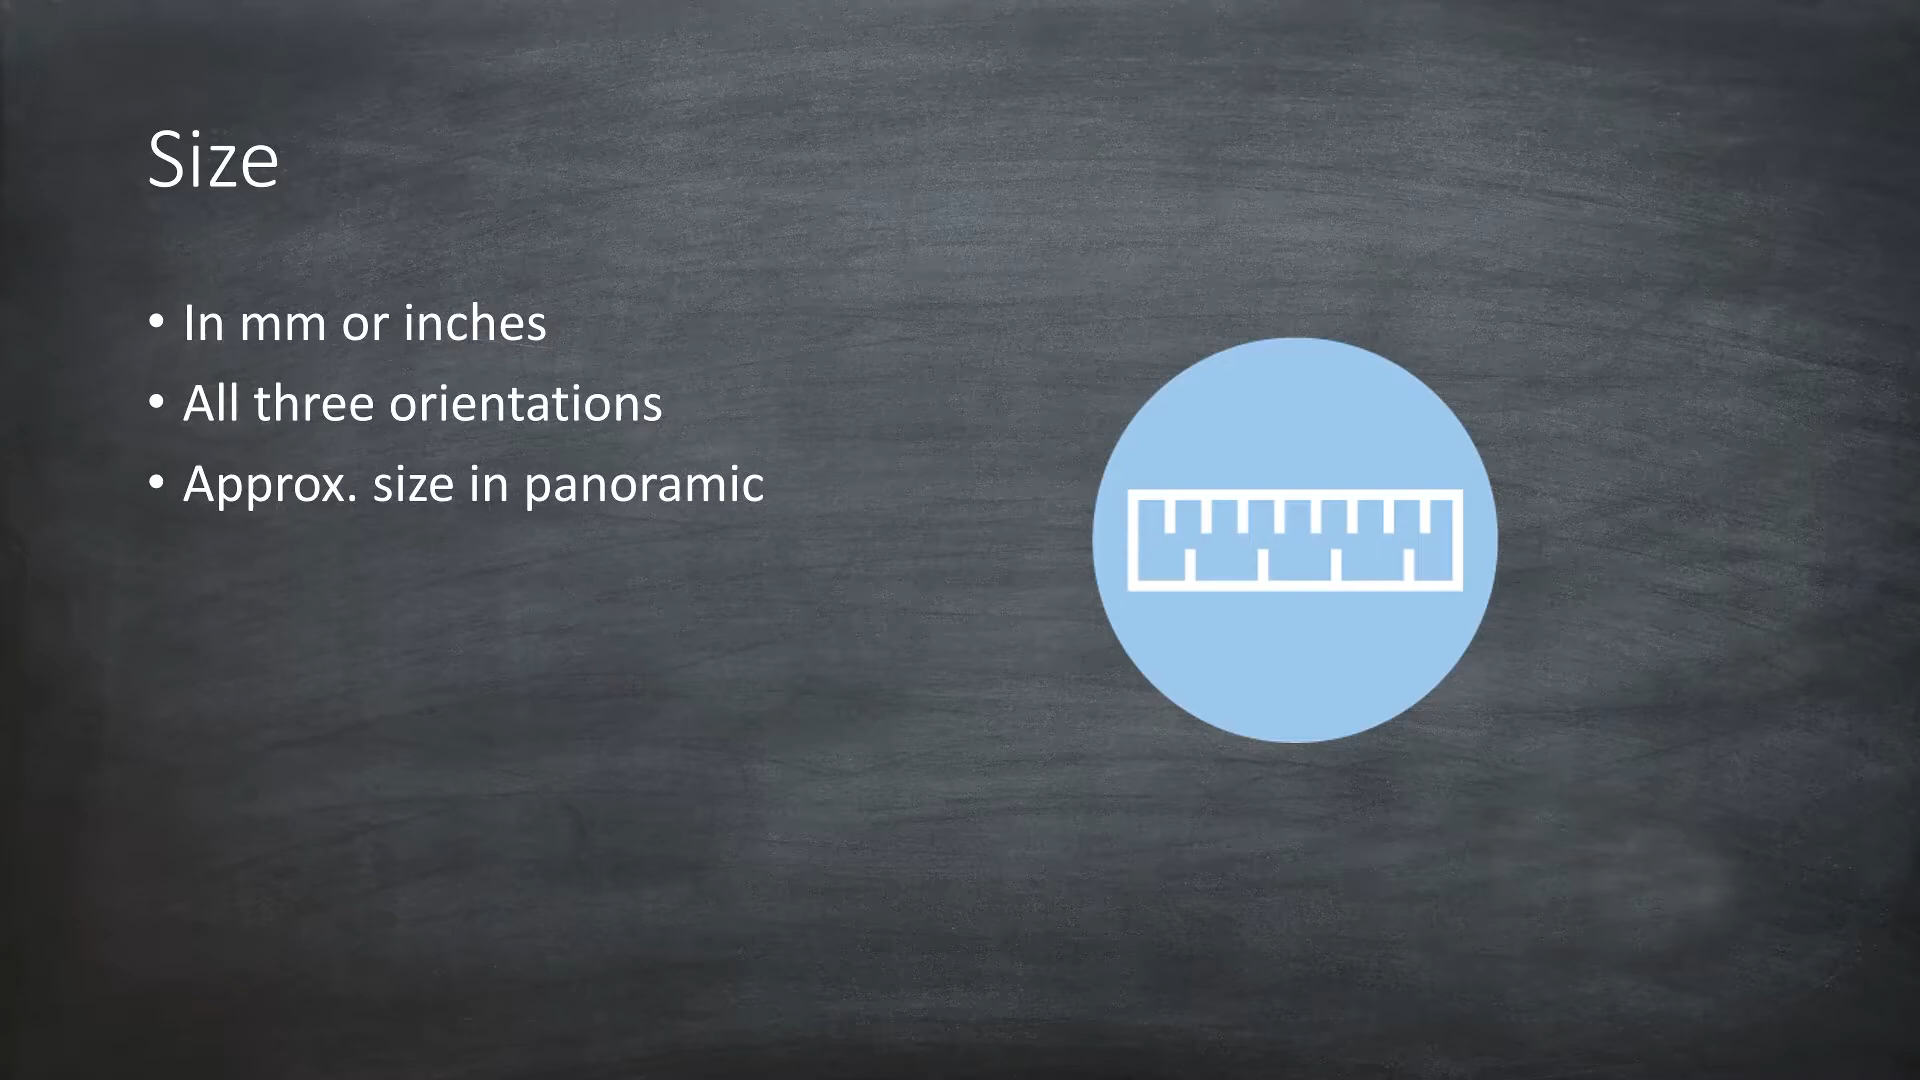 Size
• In mm or inches
• All three orientations
• Approx. size in panoramic